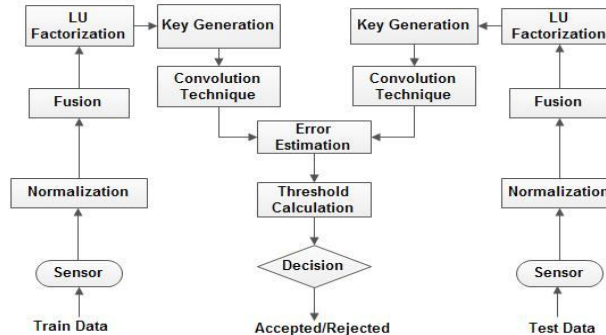 LU
Factorization
Key Generation
Key Generation
LU
Factorization
Convolution
Technique
Convolution
Technique
Fusion
Fusion
Error
Estimation
Normalization
Threshold
Calculation
Normalization
Sensor
Decision
Sensor
Train Data
Accepted/Rejected
Test Data